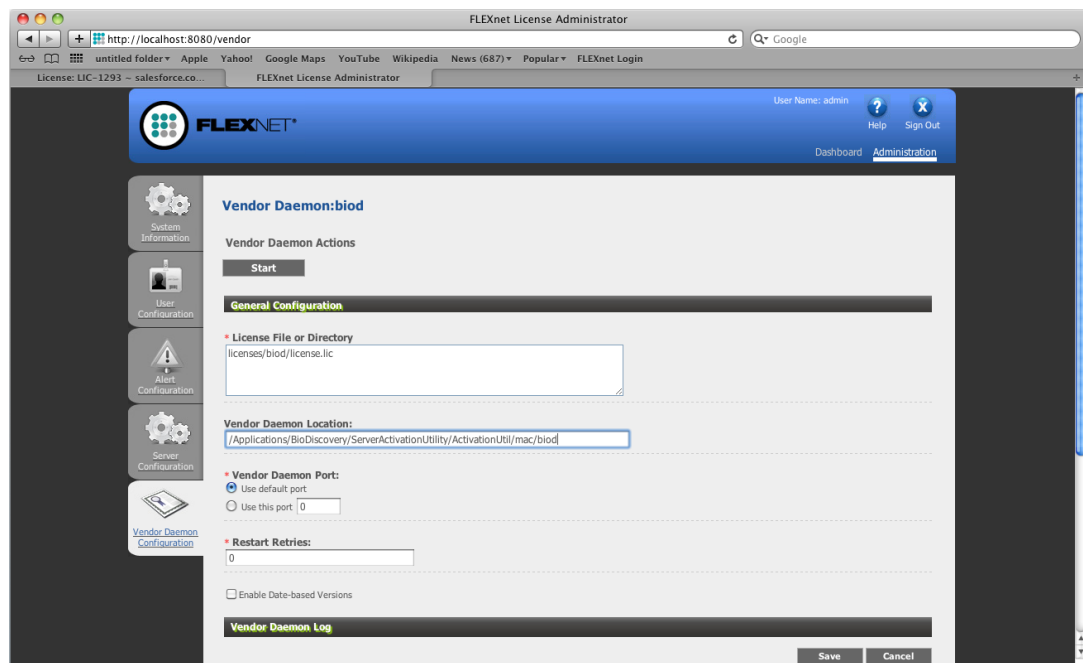 FLEXnet License Administrator
http://localhost:8080/vendor
Google
untitled folder Apple Yahoo! Google Maps YouTube Wikipedia News (687) Popular FLEXnet Login
License: LIC-1293 ~ salesforce.co...
FLEXnet License Administrator
FLEXNET
User Name: admin
Help
Sign Out
Dashboard
Administration
System
Information
User
Configuration
Alert
Configuration
Server
Configuration
Vendor Daemon
Configuration
Vendor Daemon:biod
Vendor Daemon Actions
Start
General Configuration
* License File or Directory
licenses/biod/license.lic
Vendor Daemon Location:
/Applications/BioDiscovery/ServerActivationUtility/ActivationUtil/mac/biod
* Vendor Daemon Port:
Use default port
Use this port 0
* Restart Retries:
0
Enable Date-based Versions
Vendor Daemon Log
Save
Cancel